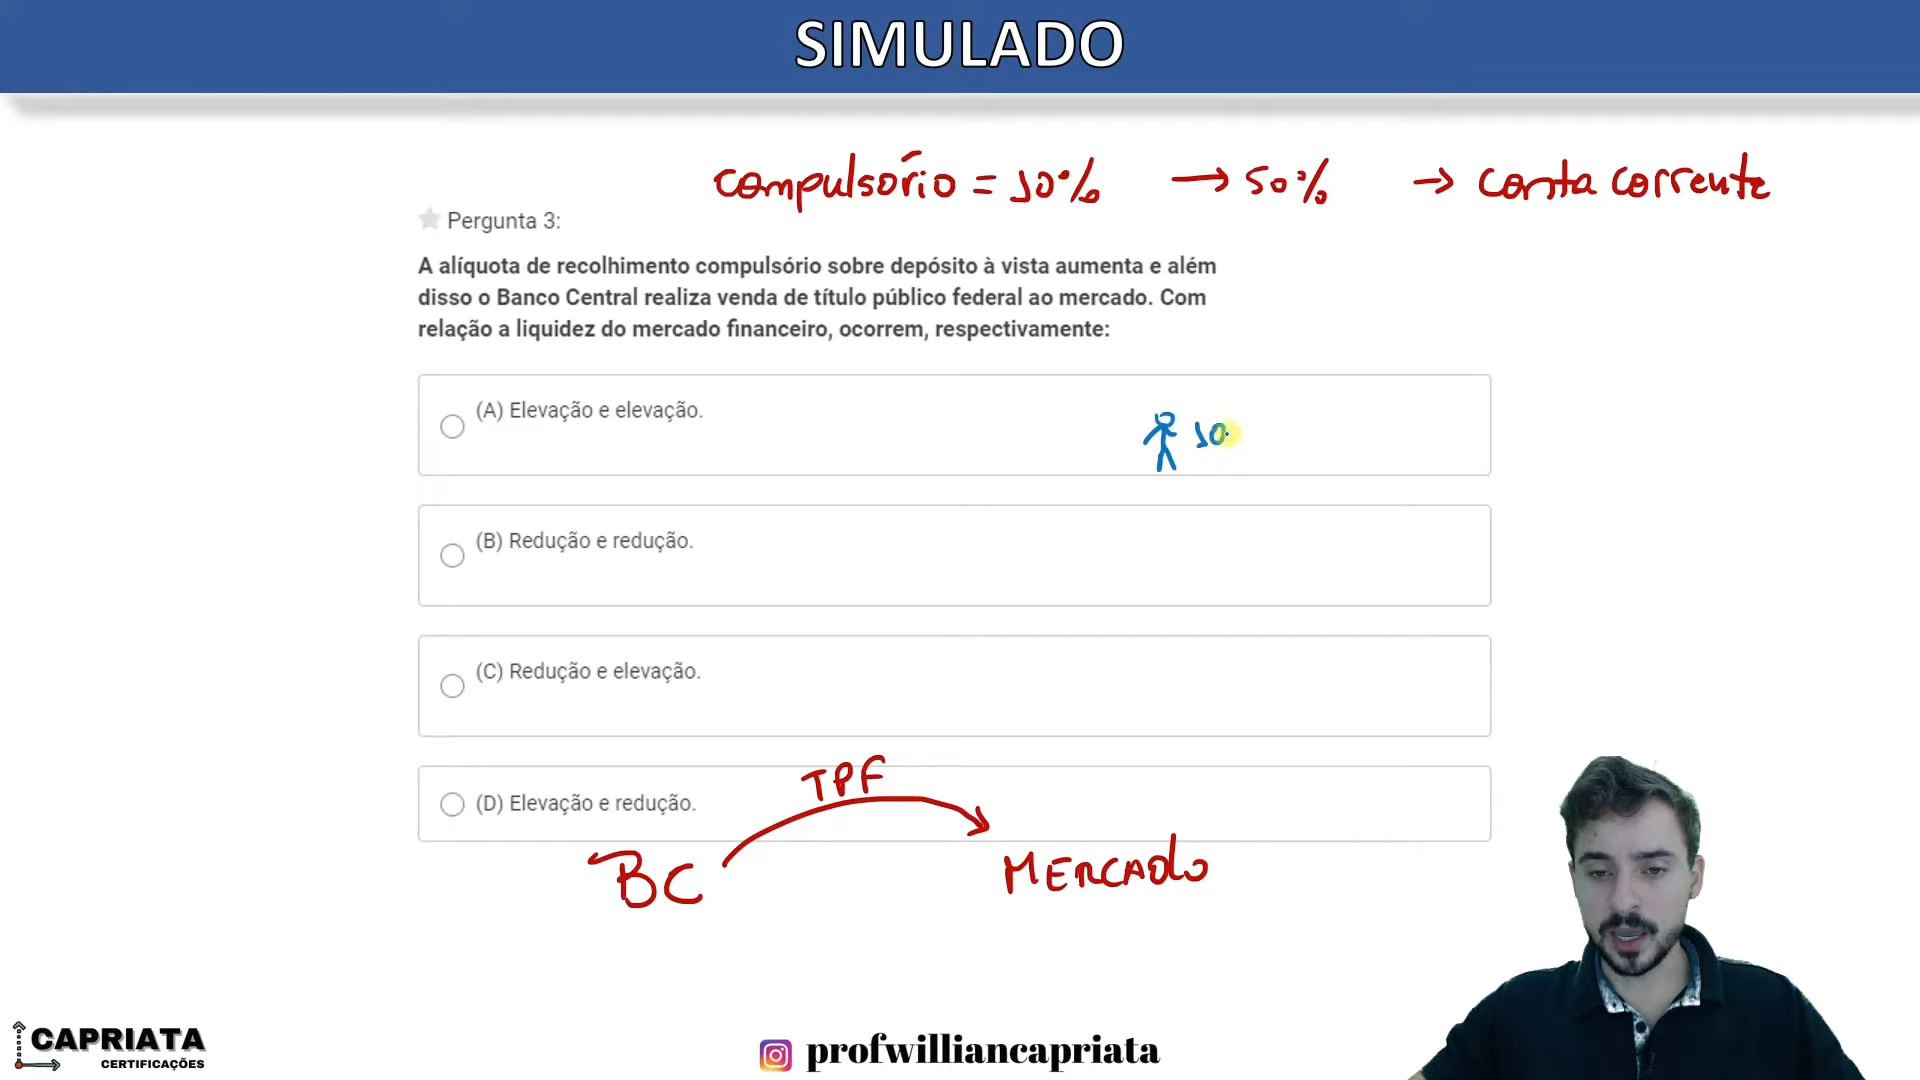 SIMULADO
compulsório = 10% → 50% → conta corrente
Pergunta 3:
A alíquota de recolhimento compulsório sobre depósito à vista aumenta e além
disso o Banco Central realiza venda de título público federal ao mercado. Com
relação a liquidez do mercado financeiro, ocorrem, respectivamente:
(A) Elevação e elevação.
10
(B) Redução e redução.
(C) Redução e elevação.
TPF
(D) Elevação e redução.
BC
MERCADO
CAPRIATA
CERTIFICAÇÕES
profwilliancapriata